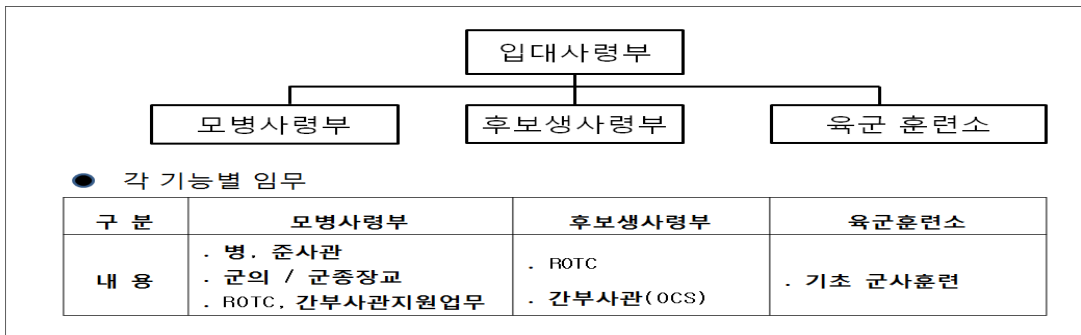 입대사령부
모병사령부 후보생사령부 육군 훈련소
● 각 기능별 임무
구 분 모병사령부 후보생사령부 육군훈련소
내 용
. 병, 준사관
. 군의 / 군종장교
. ROTC, 간부사관지원업무
. ROTC
. 간부사관(OCS)
. 기초 군사훈련